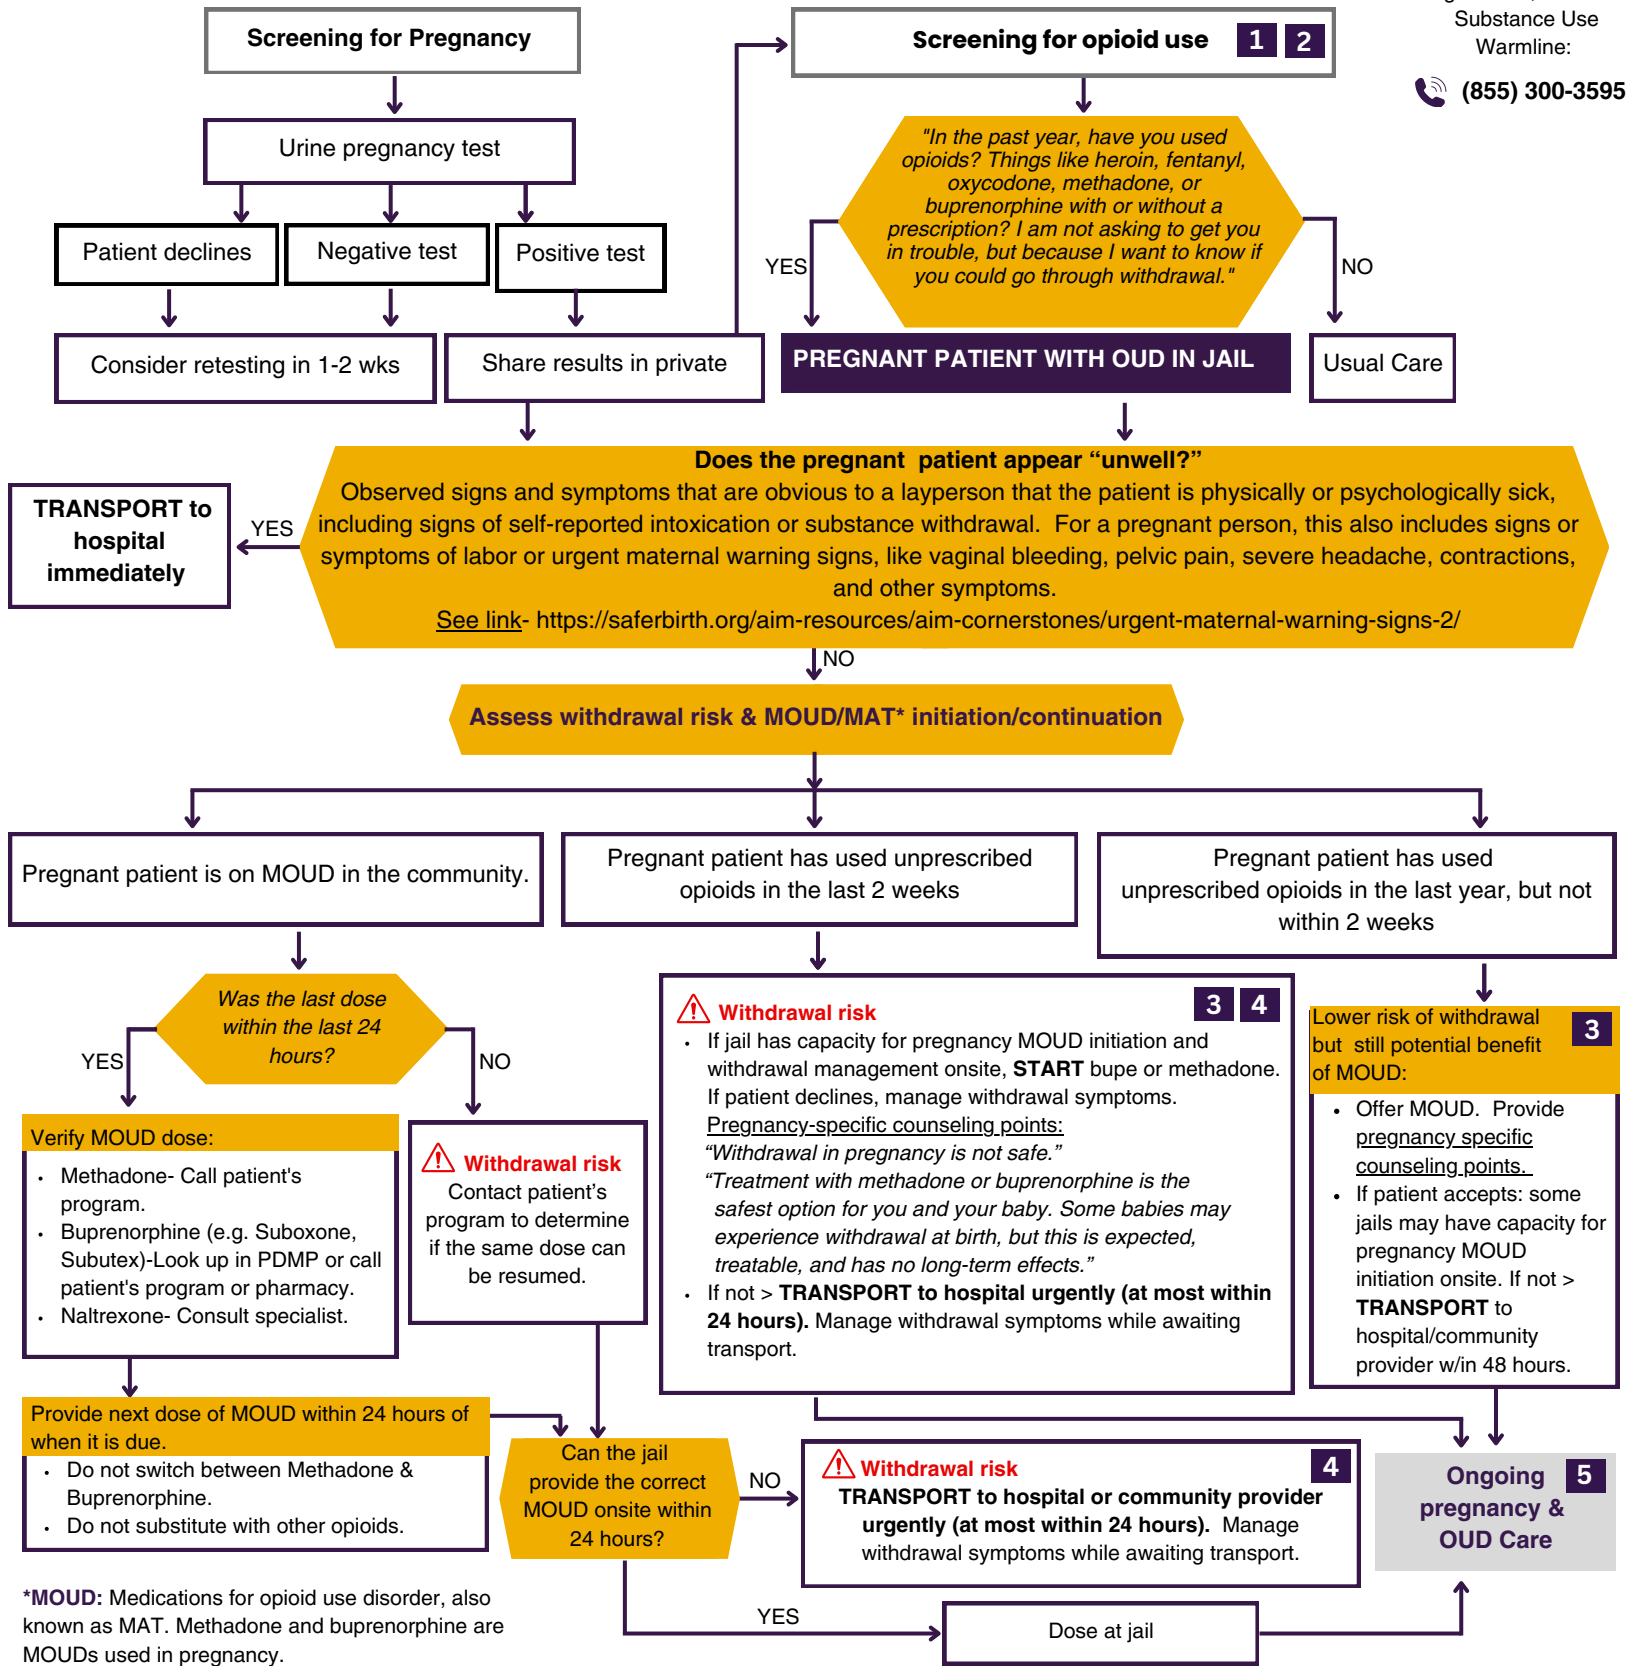 Substance Use
Warmline:
(855) 300-3595
Screening for Pregnancy
Screening for opioid use 1 2
Urine pregnancy test
Patient declines
Negative test
Positive test
Consider retesting in 1-2 wks
Share results in private
"In the past year, have you used
opioids? Things like heroin, fentanyl,
oxycodone, methadone, or
buprenorphine with or without a
prescription? I am not asking to get you
in trouble, but because I want to know if
you could go through withdrawal."
YES
NO
PREGNANT PATIENT WITH OUD IN JAIL
Usual Care
Does the pregnant patient appear “unwell?”
Observed signs and symptoms that are obvious to a layperson that the patient is physically or psychologically sick,
including signs of self-reported intoxication or substance withdrawal. For a pregnant person, this also includes signs or
symptoms of labor or urgent maternal warning signs, like vaginal bleeding, pelvic pain, severe headache, contractions,
and other symptoms.
See link- https://saferbirth.org/aim-resources/aim-cornerstones/urgent-maternal-warning-signs-2/
YES
TRANSPORT to
hospital
immediately
NO
Assess withdrawal risk & MOUD/MAT* initiation/continuation
Pregnant patient is on MOUD in the community.
Pregnant patient has used unprescribed
opioids in the last 2 weeks
Pregnant patient has used
unprescribed opioids in the last year, but not
within 2 weeks
Was the last dose
within the last 24
hours?
YES
NO
Verify MOUD dose:
• Methadone- Call patient's
program.
• Buprenorphine (e.g. Suboxone,
Subutex)-Look up in PDMP or call
patient's program or pharmacy.
• Naltrexone- Consult specialist.
Withdrawal risk
Contact patient’s
program to determine
if the same dose can
be resumed.
Withdrawal risk 3 4
• If jail has capacity for pregnancy MOUD initiation and
withdrawal management onsite, START bupe or methadone.
If patient declines, manage withdrawal symptoms.
Pregnancy-specific counseling points:
“Withdrawal in pregnancy is not safe.”
“Treatment with methadone or buprenorphine is the
safest option for you and your baby. Some babies may
experience withdrawal at birth, but this is expected,
treatable, and has no long-term effects.”
• If not > TRANSPORT to hospital urgently (at most within
24 hours). Manage withdrawal symptoms while awaiting
transport.
Lower risk of withdrawal 3
but still potential benefit
of MOUD:
• Offer MOUD. Provide
pregnancy specific
counseling points.
• If patient accepts: some
jails may have capacity for
pregnancy MOUD
initiation onsite. If not >
TRANSPORT to
hospital/community
provider w/in 48 hours.
Provide next dose of MOUD within 24 hours of
when it is due.
• Do not switch between Methadone &
Buprenorphine.
• Do not substitute with other opioids.
Can the jail
provide the correct
MOUD onsite within
24 hours?
NO
Withdrawal risk 4
TRANSPORT to hospital or community provider
urgently (at most within 24 hours). Manage
withdrawal symptoms while awaiting transport.
Ongoing 5
pregnancy &
OUD Care
YES
Dose at jail
*MOUD: Medications for opioid use disorder, also
known as MAT. Methadone and buprenorphine are
MOUDs used in pregnancy.